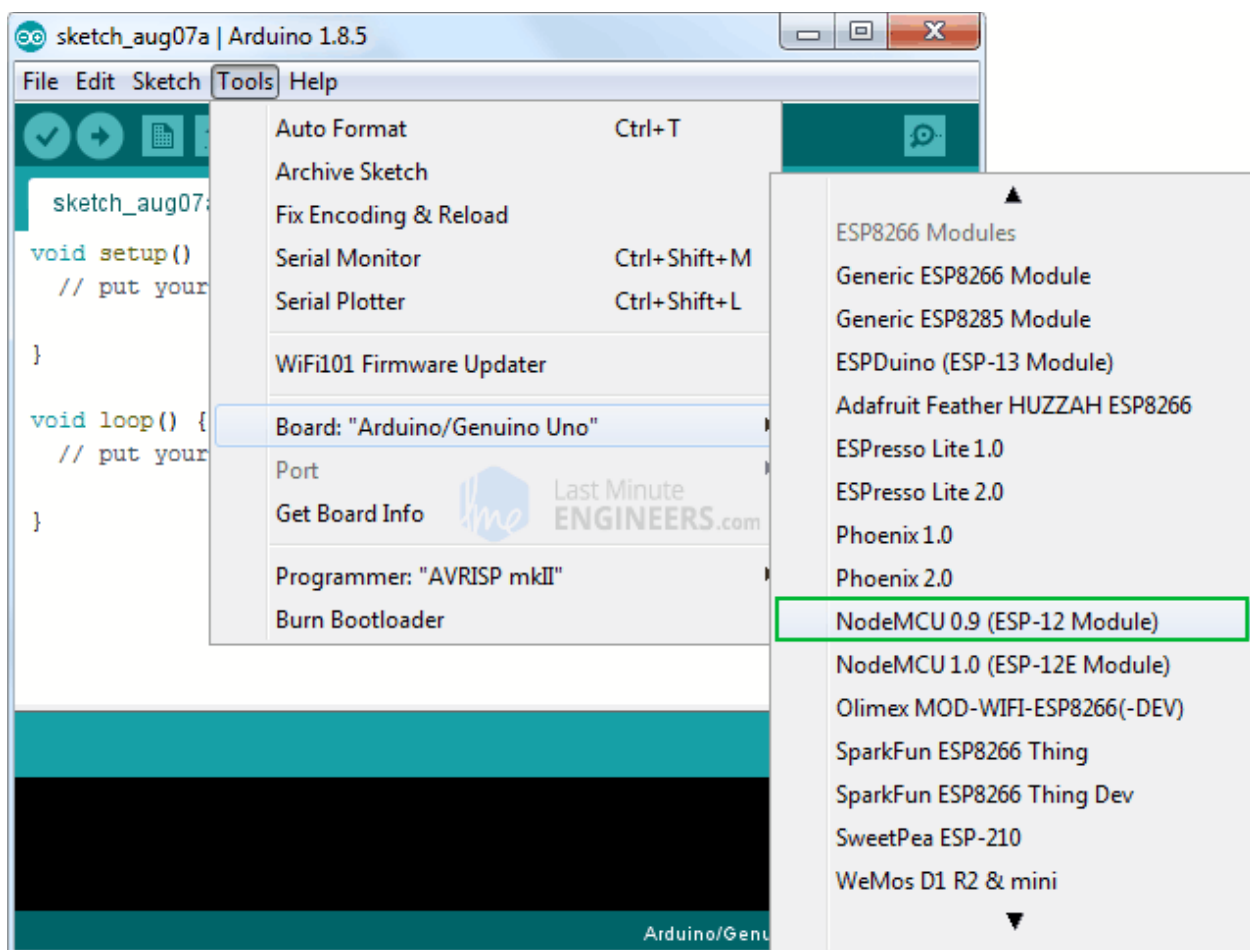 sketch_aug07a | Arduino 1.8.5
File Edit Sketch Tools Help
sketch_aug07a
void setup()
// put your
}
void loop() {
// put your
}
Auto Format Ctrl+T
Archive Sketch
Fix Encoding & Reload
Serial Monitor Ctrl+Shift+M
Serial Plotter Ctrl+Shift+L
WiFi101 Firmware Updater
Board: "Arduino/Genuino Uno"
Port
Get Board Info
Programmer: "AVRISP mkII"
Burn Bootloader
Last Minute
ENGINEERS.com
ESP8266 Modules
Generic ESP8266 Module
Generic ESP8285 Module
ESPDuino (ESP-13 Module)
Adafruit Feather HUZZAH ESP8266
ESPresso Lite 1.0
ESPresso Lite 2.0
Phoenix 1.0
Phoenix 2.0
NodeMCU 0.9 (ESP-12 Module)
NodeMCU 1.0 (ESP-12E Module)
Olimex MOD-WIFI-ESP8266(-DEV)
SparkFun ESP8266 Thing
SparkFun ESP8266 Thing Dev
SweetPea ESP-210
WeMos D1 R2 & mini
Arduino/Genu